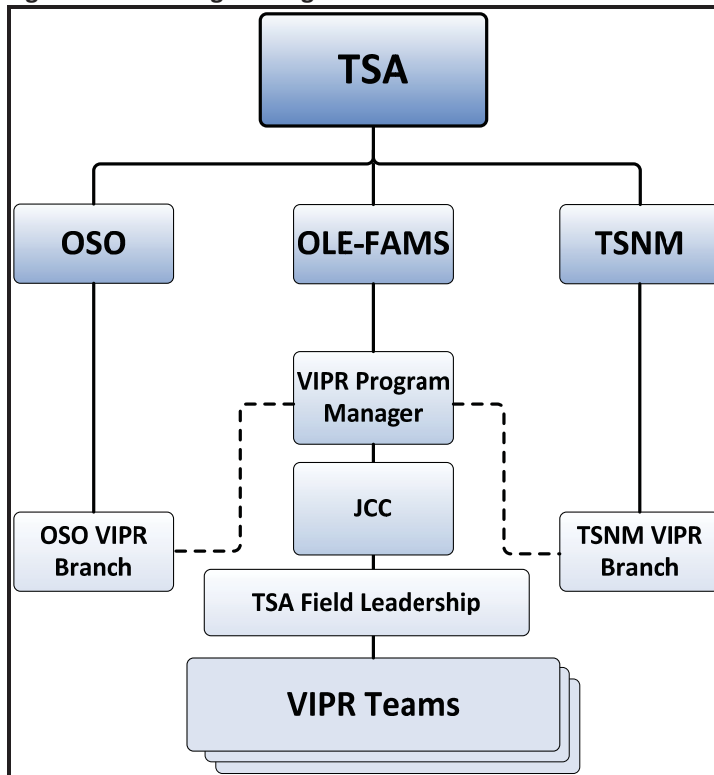 TSA
OSO
OLE-FAMS
TSNM
VIPR Program
Manager
JCC
OSO VIPR
Branch
TSNM VIPR
Branch
TSA Field Leadership
VIPR Teams